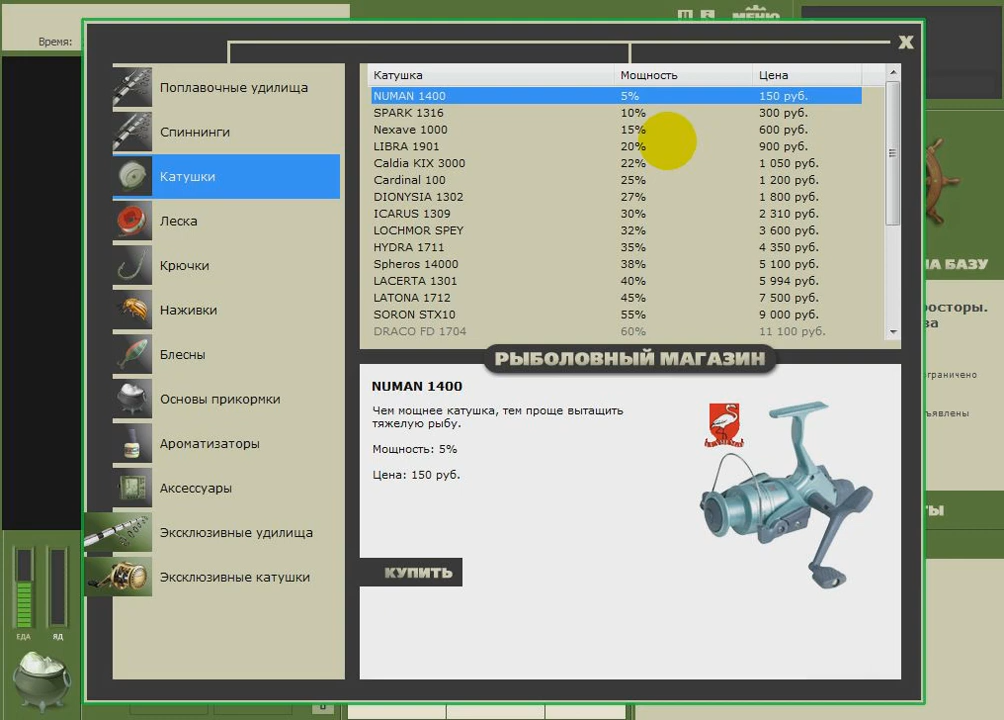 МЕНЮ
Время:
X
Поплавочные удилища
Спиннинги
Катушки
Леска
Крючки
Наживки
Блесны
Основы прикормки
Ароматизаторы
Аксессуары
Эксклюзивные удилища
Эксклюзивные катушки
Катушка Мощность Цена
NUMAN 1400 5% 150 руб.
SPARK 1316 10% 300 руб.
Nexave 1000 15% 600 руб.
LIBRA 1901 20% 900 руб.
Caldia KIX 3000 22% 1 050 руб.
Cardinal 100 25% 1 200 руб.
DIONYSIA 1302 27% 1 800 руб.
ICARUS 1309 30% 2 310 руб.
LOCHMOR SPEY 32% 3 600 руб.
HYDRA 1711 35% 4 350 руб.
Spheros 14000 38% 5 100 руб.
LACERTA 1301 40% 5 994 руб.
LATONA 1712 45% 7 500 руб.
SORON STX10 55% 9 000 руб.
DRACO FD 1704 60% 11 100 руб.
РЫБОЛОВНЫЙ МАГАЗИН
NUMAN 1400
Чем мощнее катушка, тем проще вытащить
тяжелую рыбу.
Мощность: 5%
Цена: 150 руб.
КУПИТЬ
НА БАЗУ
осторы.
ва
граничено
ъявлены
ТЫ
ЕДА ЯД